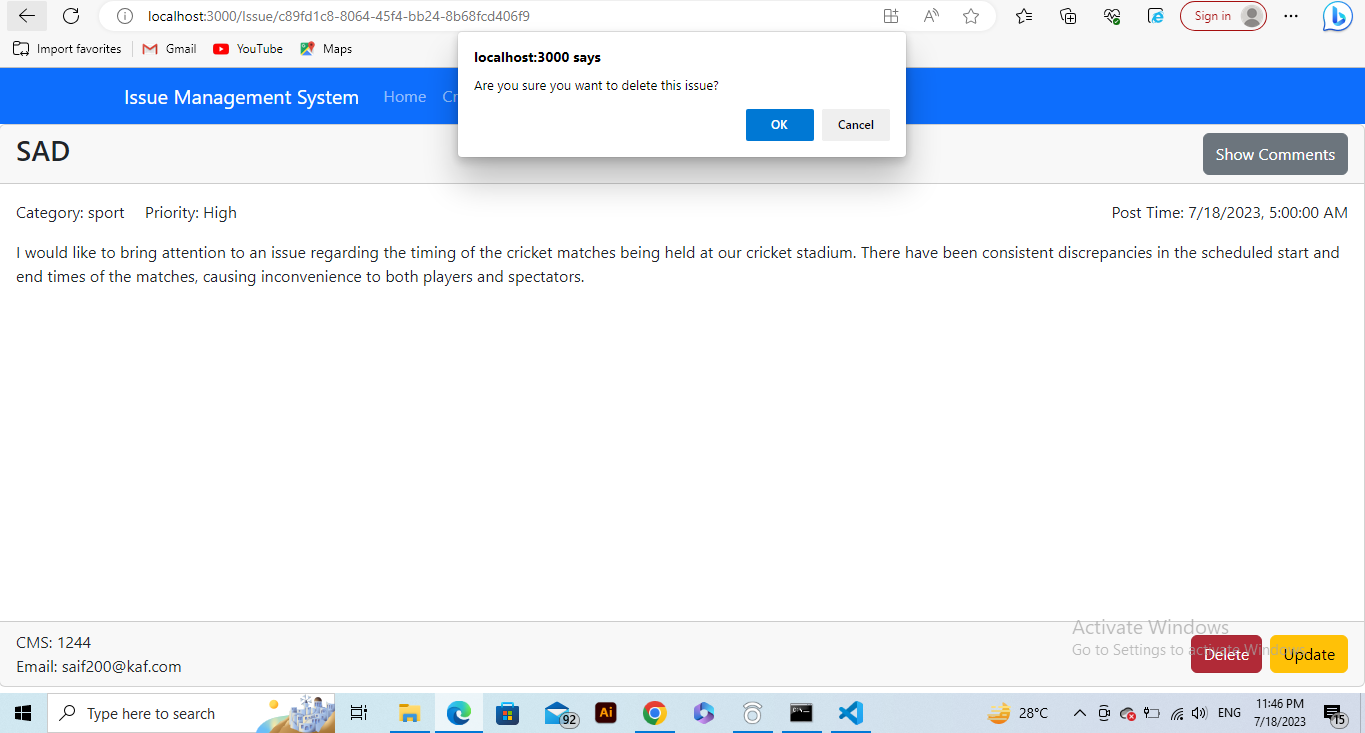 localhost:3000/Issue/c89fd1c8-8064-45f4-bb24-8b68fcd406f9
Sign in
Import favorites
Gmail
YouTube
Maps
localhost:3000 says
Are you sure you want to delete this issue?
OK
Cancel
Issue Management System
Home
Cr
SAD
Show Comments
Category: sport
Priority: High
Post Time: 7/18/2023, 5:00:00 AM
I would like to bring attention to an issue regarding the timing of the cricket matches being held at our cricket stadium. There have been consistent discrepancies in the scheduled start and
end times of the matches, causing inconvenience to both players and spectators.
CMS: 1244
Email: saif200@kaf.com
Activate Windows
Go to Settings to activate Windows.
Delete
Update
Type here to search
92
Ai
28°C
ENG
11:46 PM
7/18/2023
15